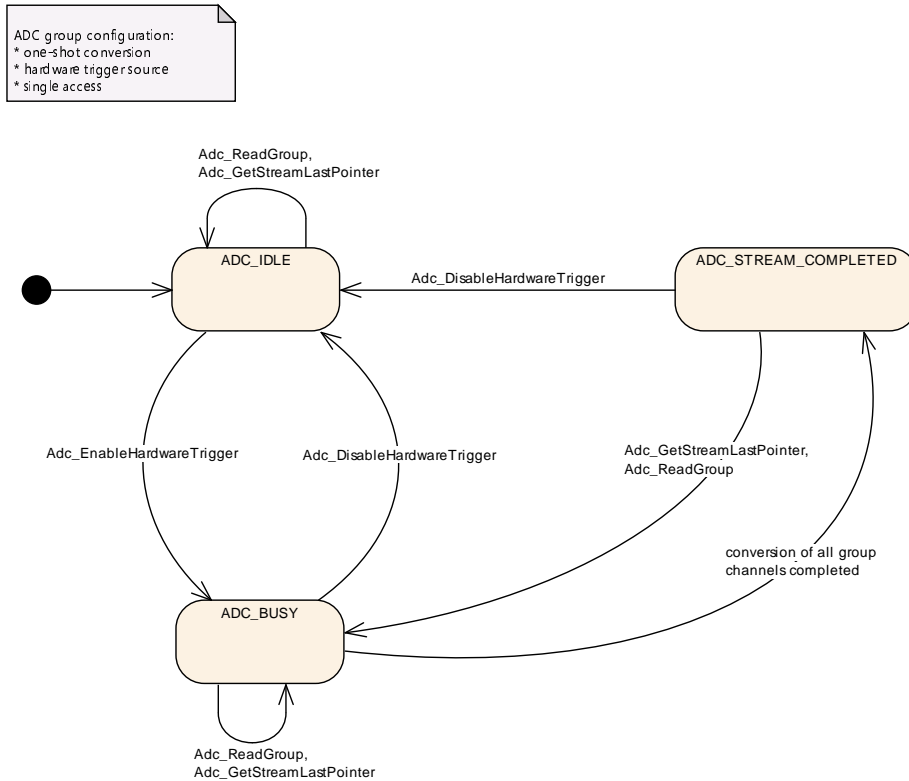 ADC group configuration:
* one-shot conversion
* hardware trigger source
* single access
Adc_ReadGroup,
Adc_GetStreamLastPointer
ADC_IDLE
ADC_STREAM_COMPLETED
Adc_DisableHardwareTrigger
Adc_EnableHardwareTrigger
Adc_DisableHardwareTrigger
Adc_GetStreamLastPointer,
Adc_ReadGroup
conversion of all group
channels completed
ADC_BUSY
Adc_ReadGroup,
Adc_GetStreamLastPointer